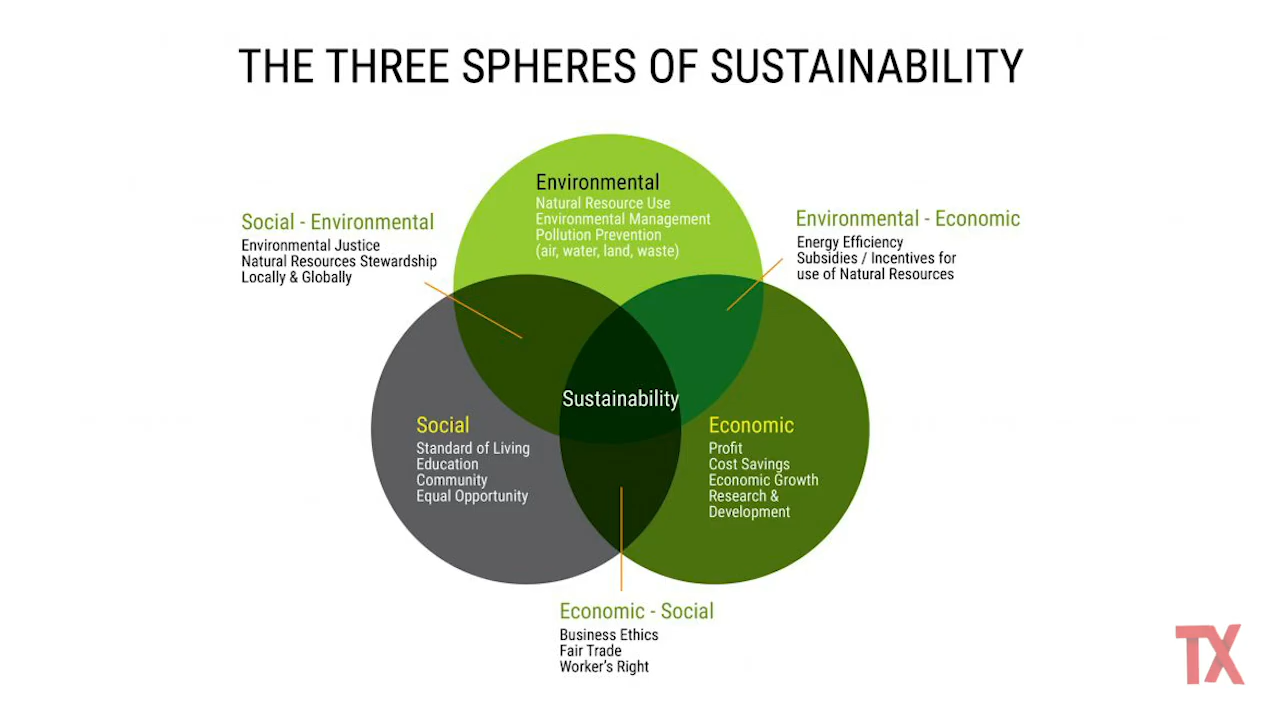 THE THREE SPHERES OF SUSTAINABILITY
Environmental
Natural Resource Use
Environmental Management
Pollution Prevention
(air, water, land, waste)
Social - Environmental
Environmental Justice
Natural Resources Stewardship
Locally & Globally
Environmental - Economic
Energy Efficiency
Subsidies / Incentives for
use of Natural Resources
Sustainability
Social
Standard of Living
Education
Community
Equal Opportunity
Economic
Profit
Cost Savings
Economic Growth
Research &
Development
Economic - Social
Business Ethics
Fair Trade
Worker's Right
TX